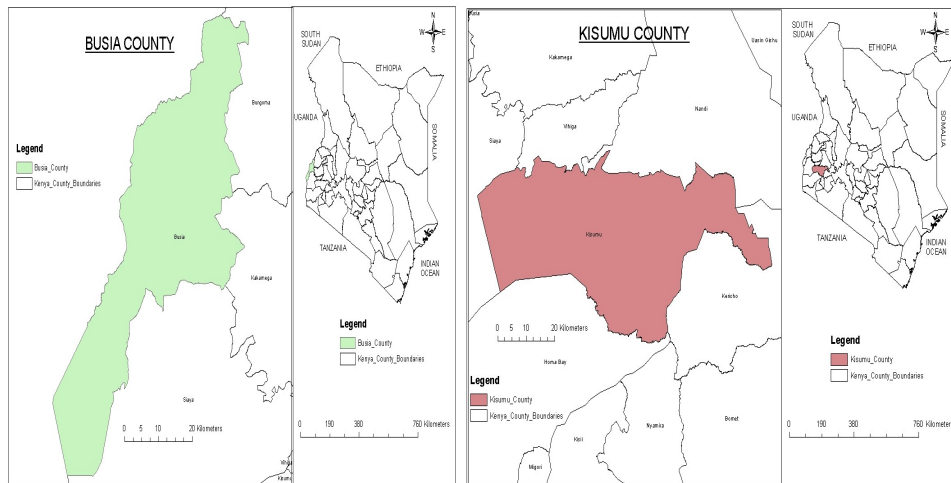 BUSIA COUNTY
Bungoma
Legend
Busia_County
Kenya_County_Boundaries
Busia
Kakamega
Siaya
0 5 10 20 Kilometers
Vihiga
Kisumu
N
W E
S
SOUTH
SUDAN
ETHIOPIA
UGANDA
SOMALIA
TANZANIA
INDIAN
OCEAN
Legend
Busia_County
Kenya_County_Boundaries
0 190 380 760 Kilometers
KISUMU COUNTY
Uasin Gishu
Kakamega
Nandi
Siaya
Vihiga
Kisumu
Kericho
0 5 10 20 Kilometers
Homa Bay
Legend
Kisumu_County
Kenya_County_Boundaries
Bomet
Nyamira
Kisii
Migori
N
W E
S
SOUTH
SUDAN
ETHIOPIA
UGANDA
SOMALIA
TANZANIA
INDIAN
OCEAN
Legend
Kisumu_County
Kenya_County_Boundaries
0 190 380 760 Kilometers